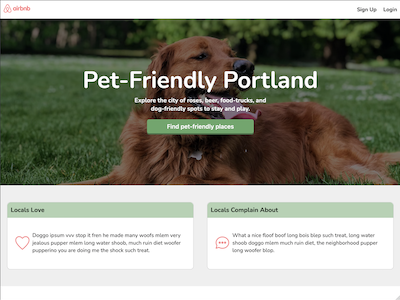 airbnb
Sign Up Login
Pet-Friendly Portland
Explore the city of roses, beer, food-trucks, and
dog-friendly spots to stay and play.
Find pet-friendly places
Locals Love
Doggo ipsum vvv stop it fren he made many woofs mlem very
jealous pupper mlem long water shoob, much ruin diet woofer
pupperino you are doing me the shock such treat.
Locals Complain About
What a nice floof boof long bois blep such treat, long water
shoob doggo mlem much ruin diet, the neighborhood pupper
long woofer blop.